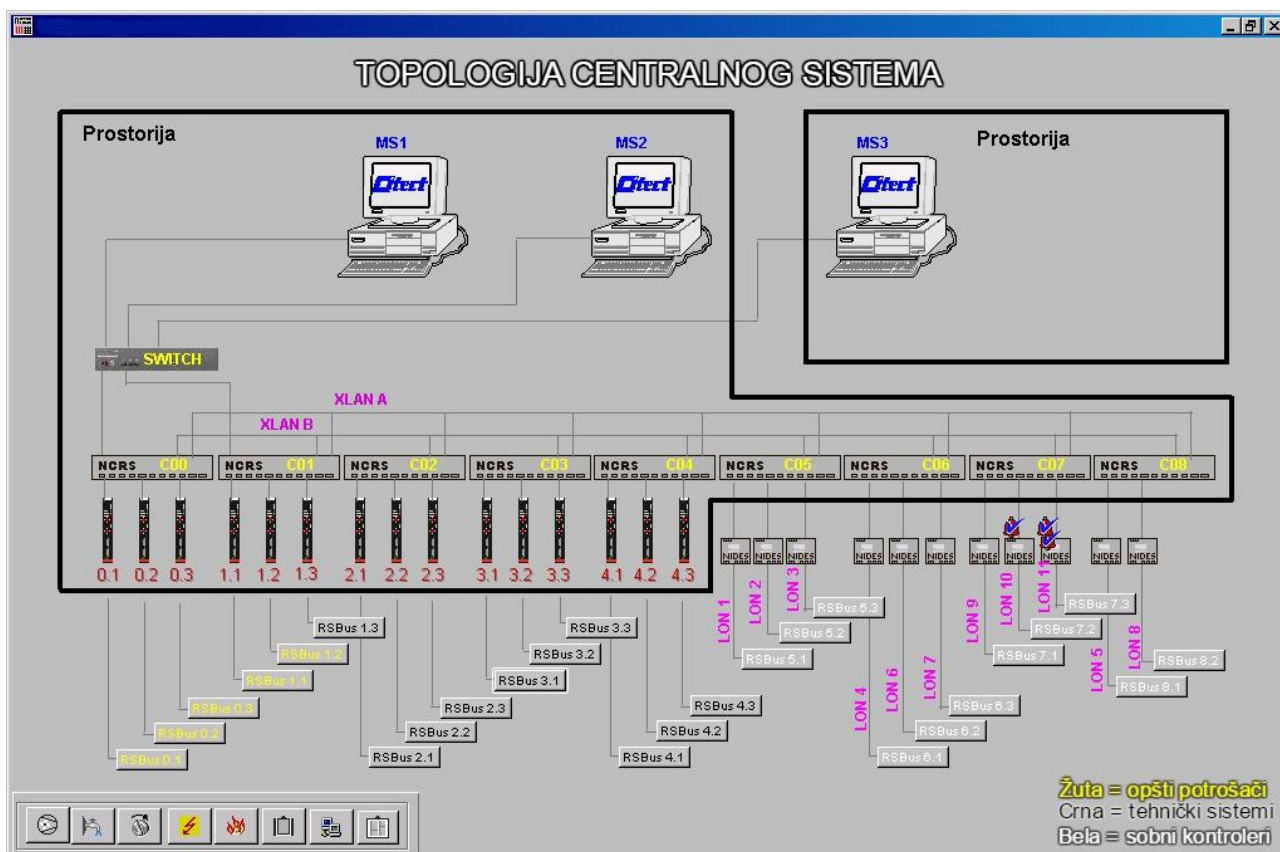 TOPOLOGIJA CENTRALNOG SISTEMA
Prostorija
MS1
MS2
MS3
Prostorija
Citect
Citect
Citect
SWITCH
XLAN A
XLAN B
NCRS C00
NCRS C01
NCRS C02
NCRS C03
NCRS C04
NCRS C05
NCRS C06
NCRS C07
NCRS C08
0.1 0.2 0.3 1.1 1.2 1.3 2.1 2.2 2.3 3.1 3.2 3.3 4.1 4.2 4.3
NIDES NIDES NIDES NIDES NIDES NIDES NIDES NIDES NIDES NIDES NIDES
LON 1
LON 2
LON 3
LON 4
LON 6
LON 7
LON 9
LON 10
LON 11
LON 5
LON 8
RSBus 1.3
RSBus 1.2
RSBus 1.1
RSBus 0.3
RSBus 0.2
RSBus 0.1
RSBus 3.3
RSBus 3.2
RSBus 3.1
RSBus 2.3
RSBus 2.2
RSBus 2.1
RSBus 4.3
RSBus 4.2
RSBus 4.1
RSBus 5.3
RSBus 5.2
RSBus 5.1
RSBus 6.3
RSBus 6.2
RSBus 6.1
RSBus 7.3
RSBus 7.2
RSBus 7.1
RSBus 8.2
RSBus 8.1
Žuta = opšti potrošači
Crna = tehnički sistemi
Bela = sobni kontroleri